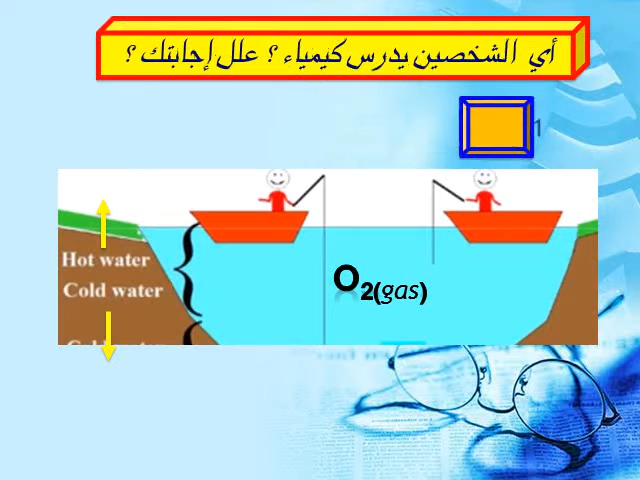 أي الشخصين يدرس كيمياء ؟ علل إجابتك ؟
1
Hot water
Cold water
O2(gas)